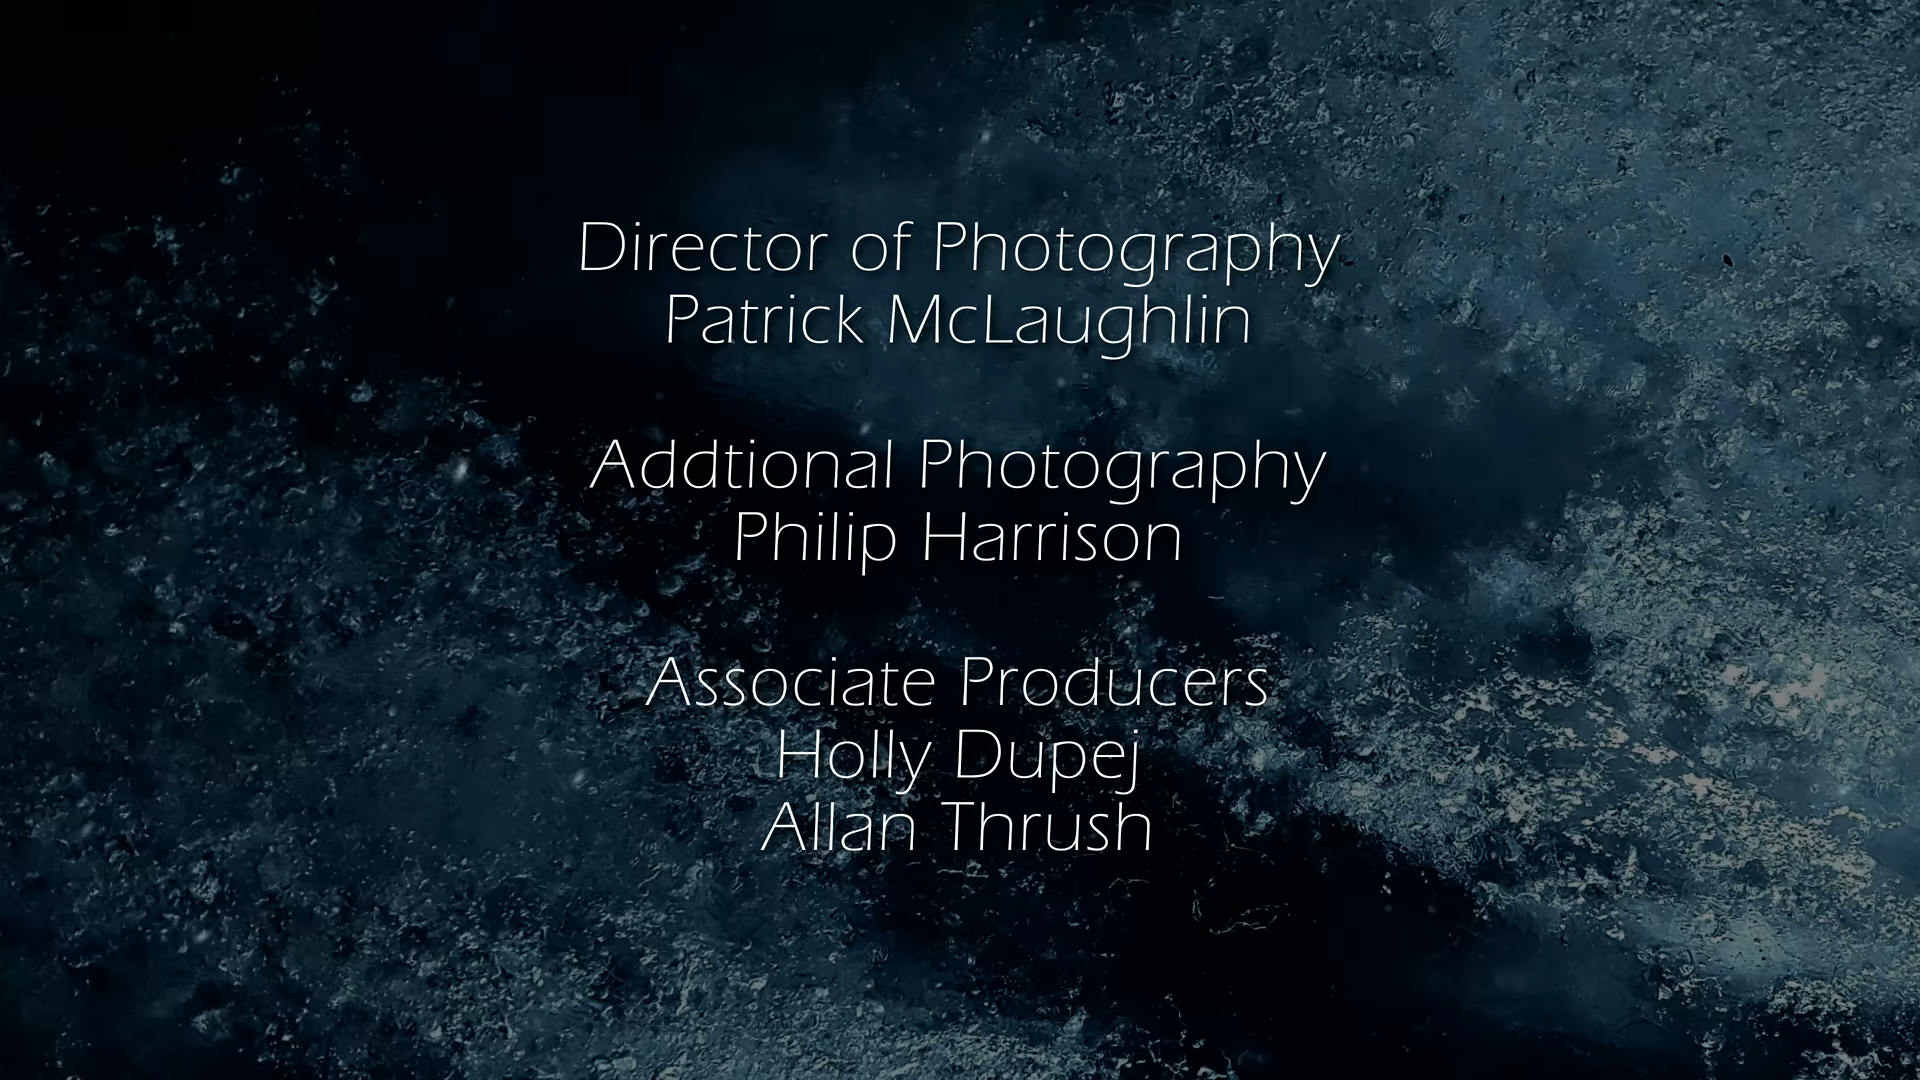 Director of Photography
Patrick McLaughlin
Addtional Photography
Philip Harrison
Associate Producers
Holly Dupej
Allan Thrush